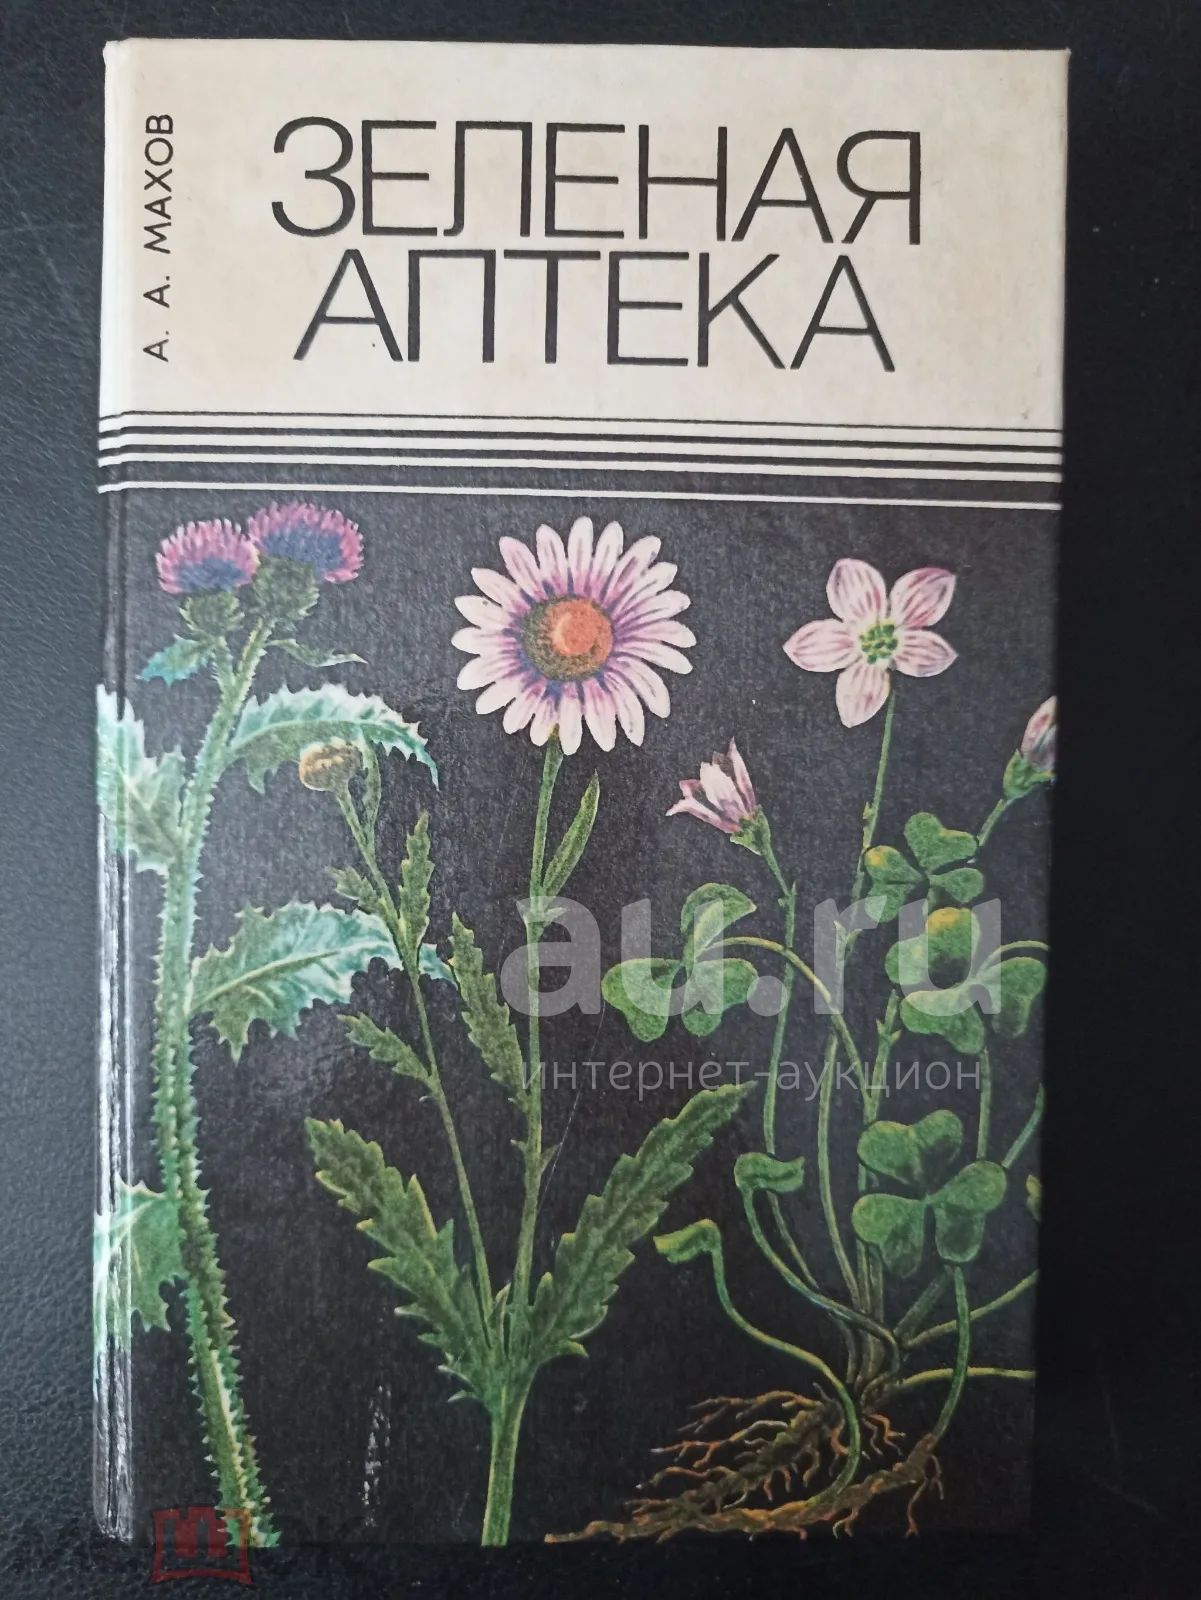 А. А. МАХОВ
ЗЕЛЕНАЯ
АПТЕКА
au.ru
интернет-аукцион